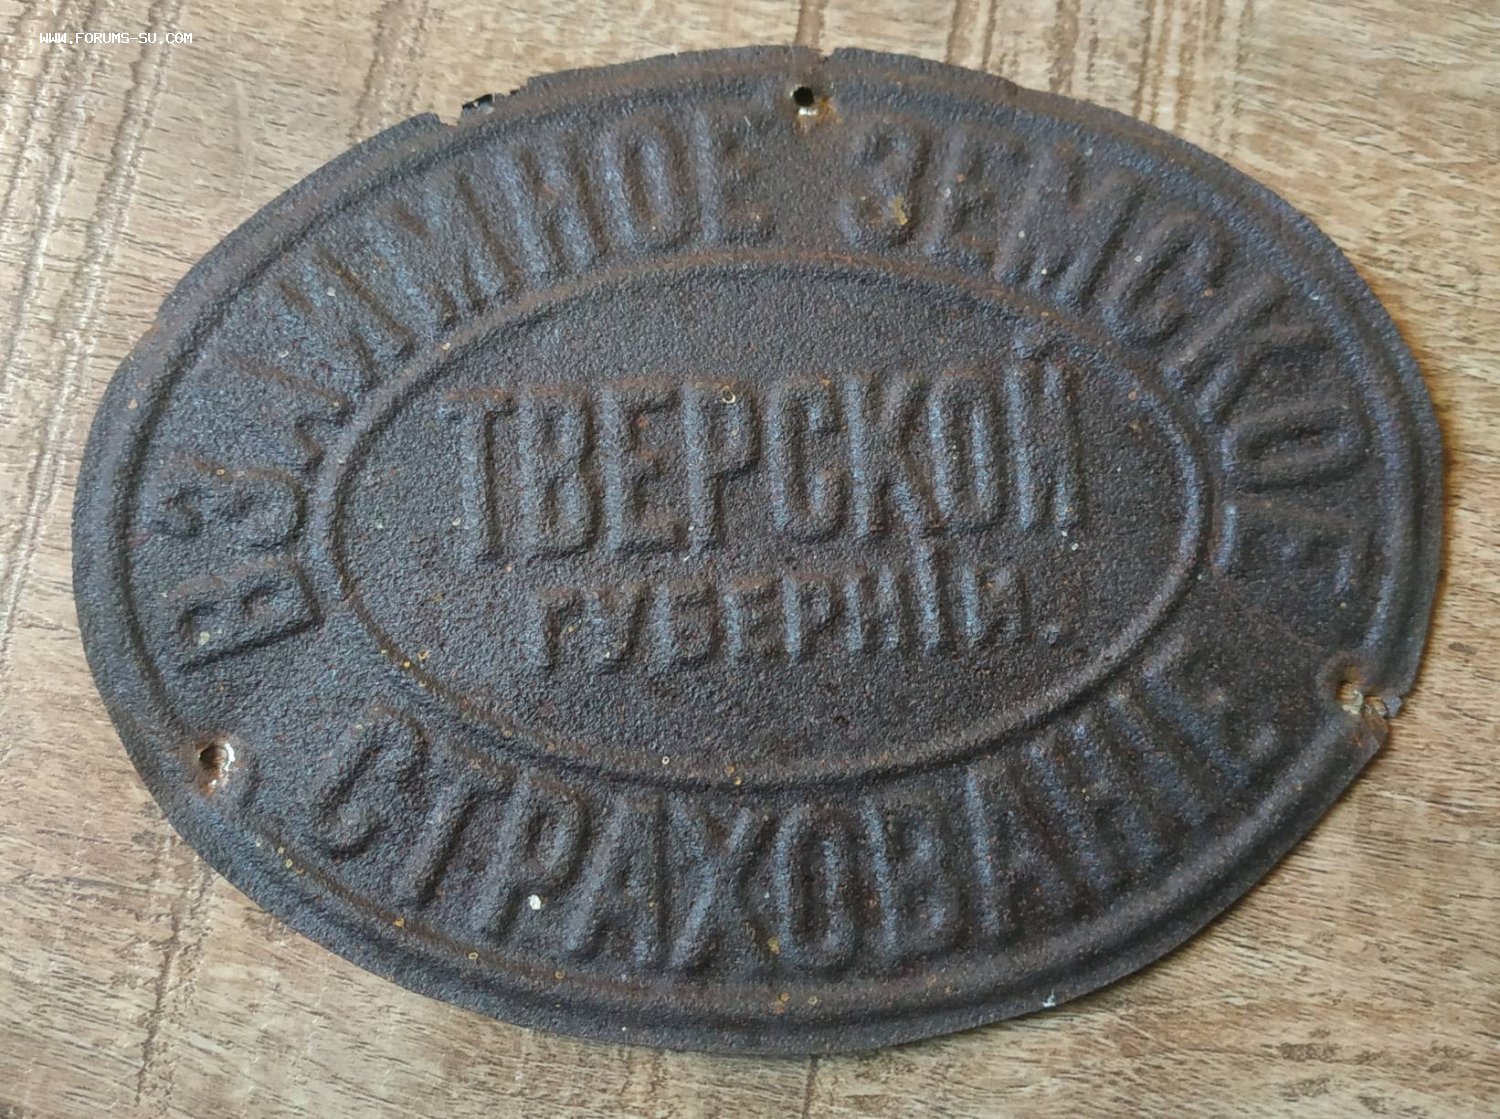 WWW.FORUMS-SU.COM
ВЗАИМНОЕ ЗЕМСКОЕ
ТВЕРСКОЙ
ГУБЕРНІИ.
СТРАХОВАНІЕ